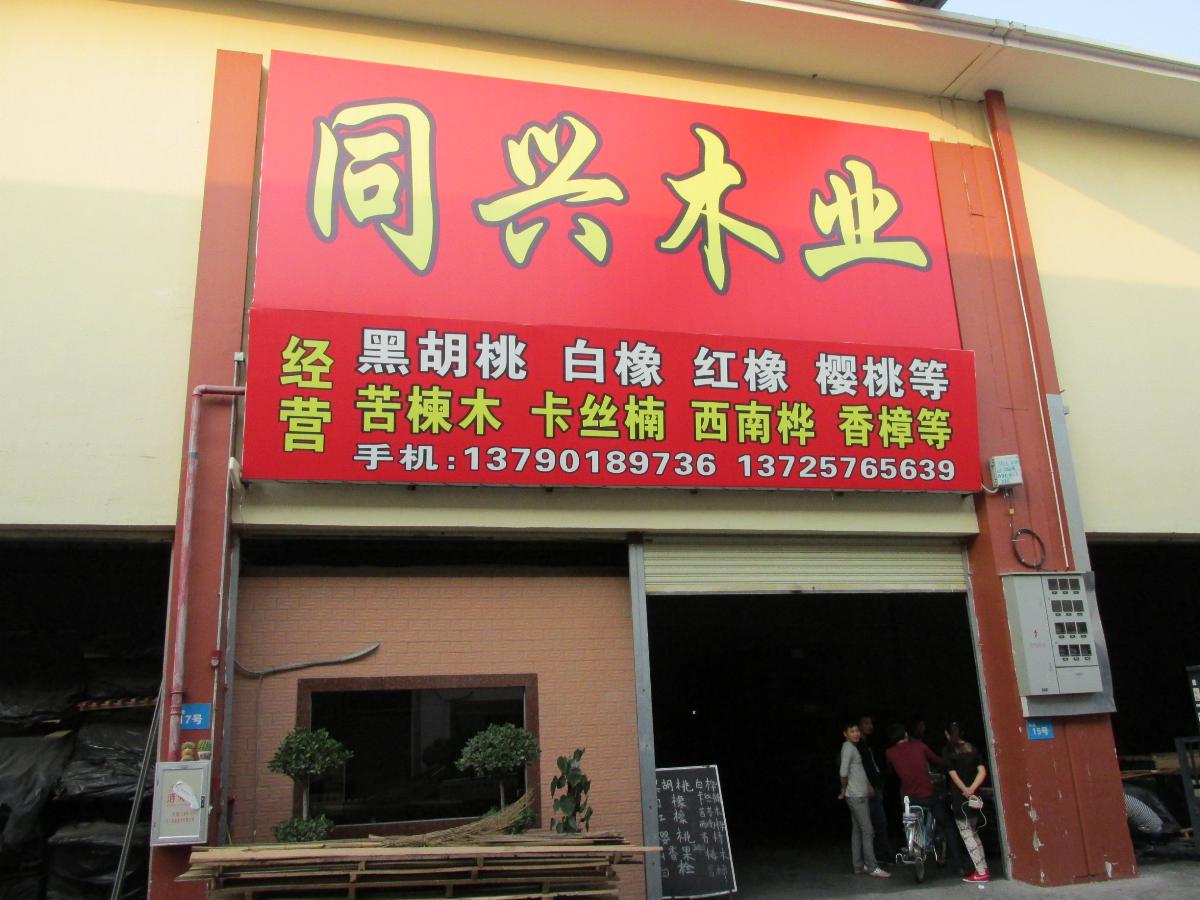 同兴木业
经营
黑胡桃 白橡 红橡 樱桃等
苦楝木 卡丝楠 西南桦 香樟等
手机:13790189736 13725765639
17号
15号